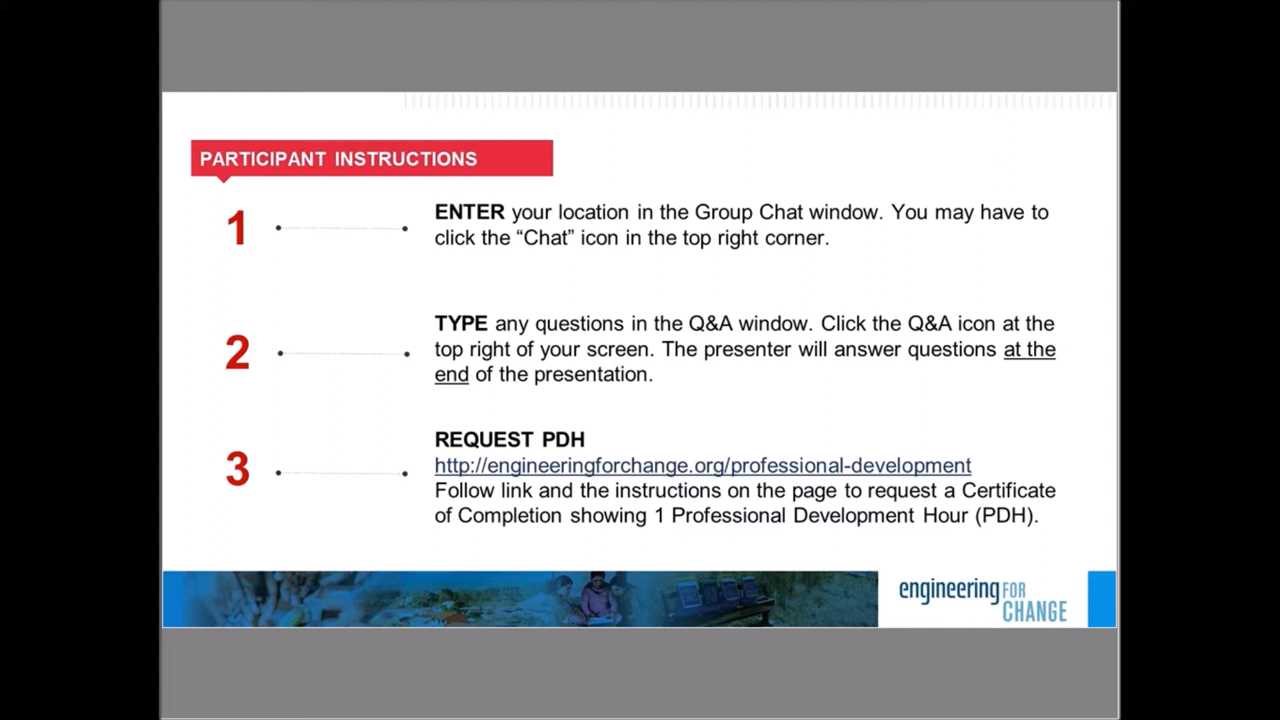 PARTICIPANT INSTRUCTIONS
1
ENTER your location in the Group Chat window. You may have to
click the “Chat” icon in the top right corner.
2
TYPE any questions in the Q&A window. Click the Q&A icon at the
top right of your screen. The presenter will answer questions at the
end of the presentation.
3
REQUEST PDH
http://engineeringforchange.org/professional-development
Follow link and the instructions on the page to request a Certificate
of Completion showing 1 Professional Development Hour (PDH).
engineering FOR
CHANGE